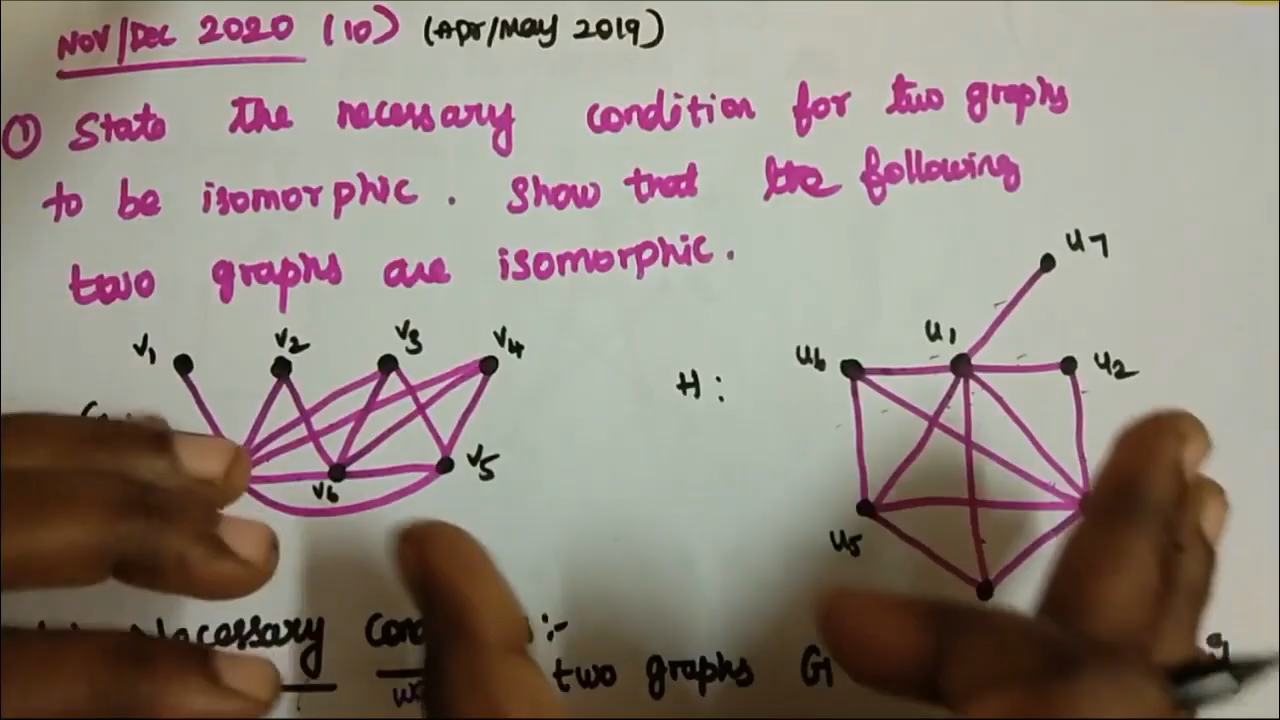 NOV/Dec 2020 (10) (Apr/May 2019)
① State the necessary condition for two graphs
to be isomorphic. Show that the following
two graphs are isomorphic.
u7
v1 v2 v3 v4
u6 u1 u2
H:
v6 v5
u5
Necessary
two graphs G